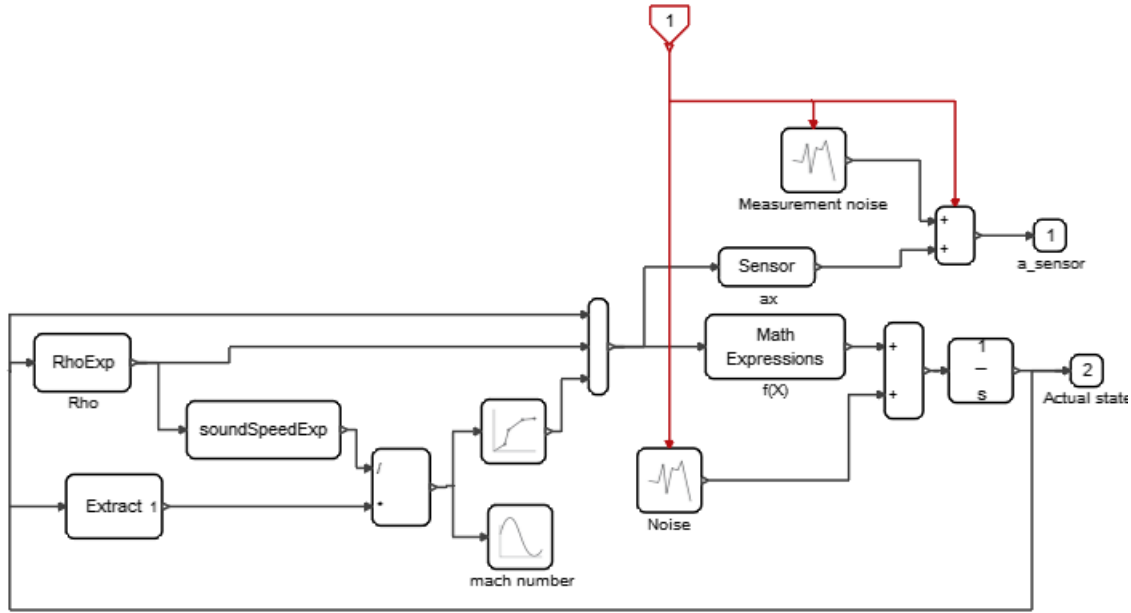 1
Measurement noise
+
+
1
a_sensor
Sensor
ax
RhoExp
Rho
Math
Expressions
f(X)
+
+
1
s
2
Actual state
soundSpeedExp
/
*
Extract 1
Noise
mach number